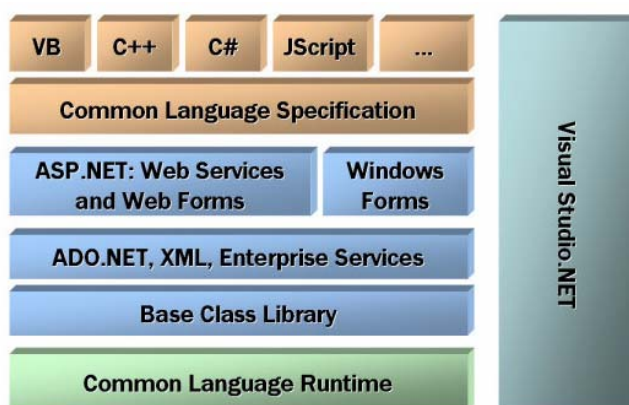 VB
C++
C#
JScript
...
Common Language Specification
ASP.NET: Web Services
and Web Forms
Windows
Forms
ADO.NET, XML, Enterprise Services
Base Class Library
Common Language Runtime
Visual Studio.NET